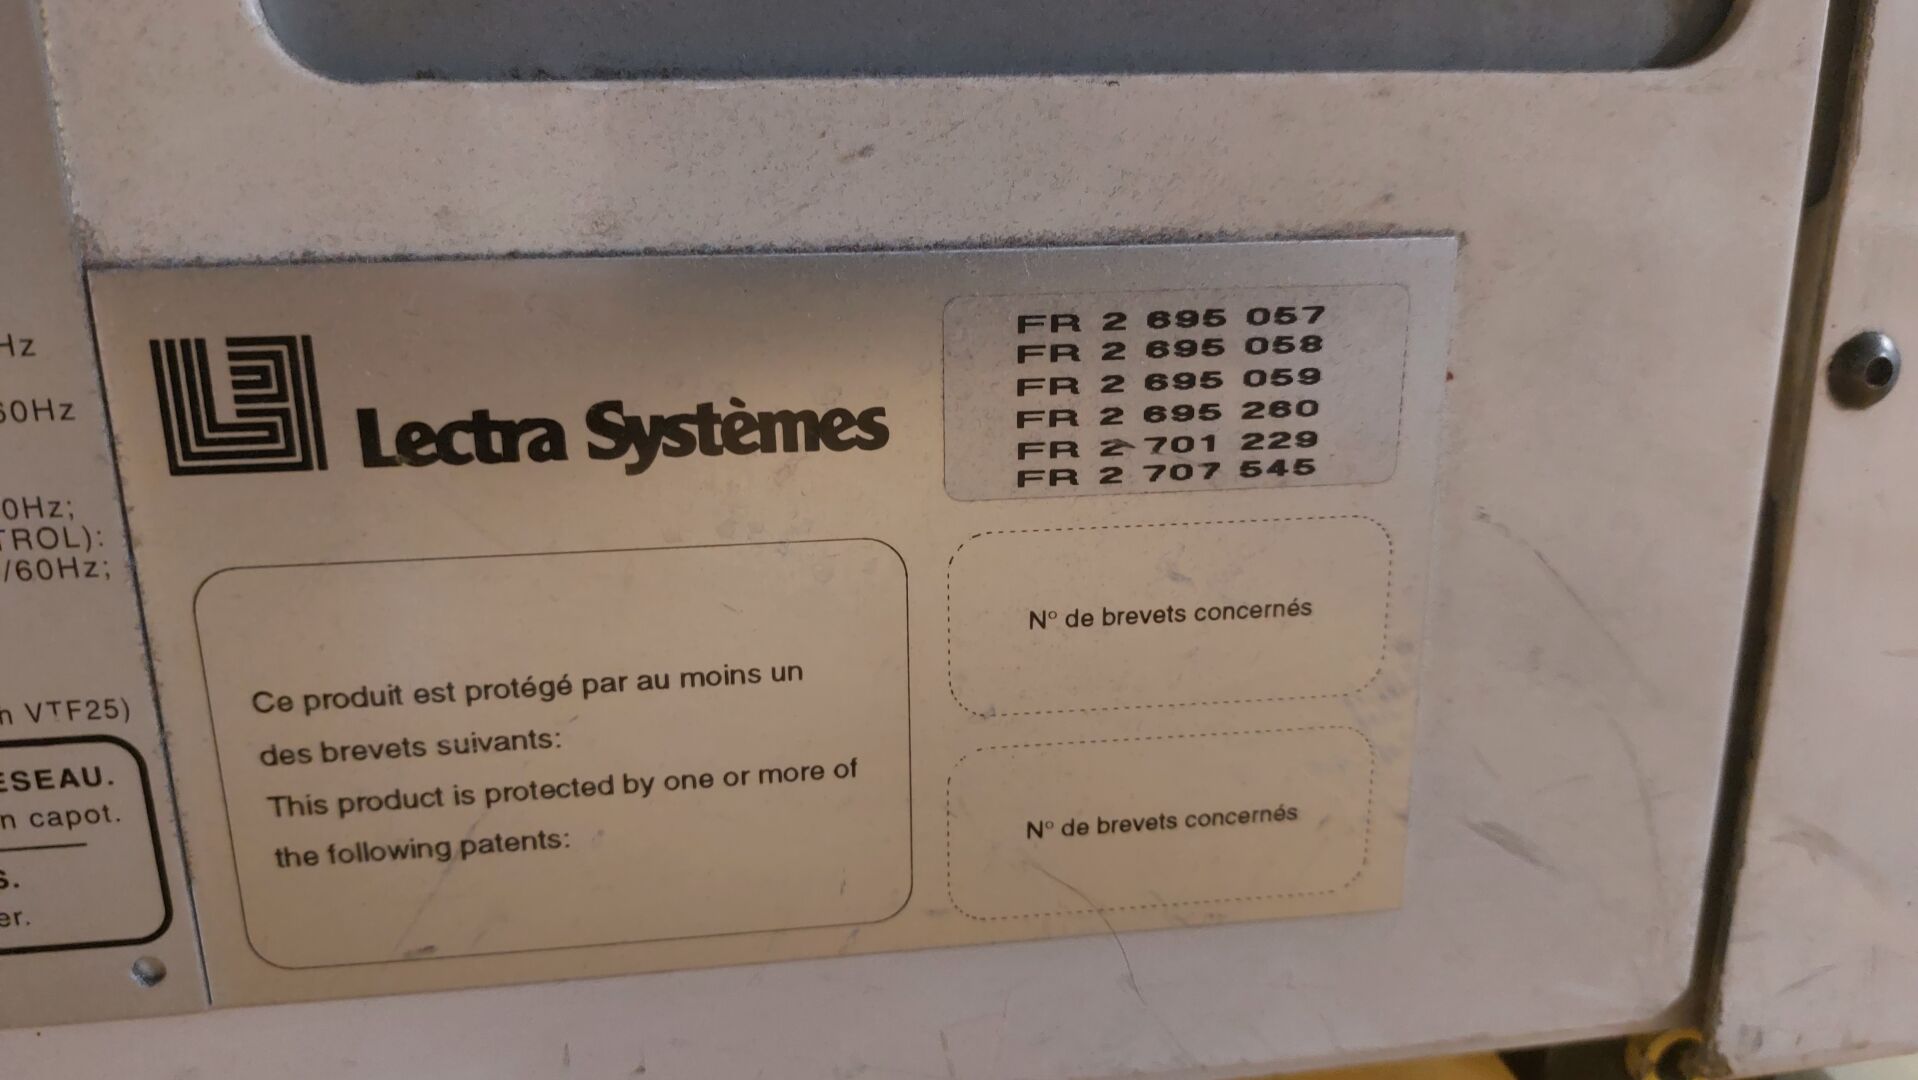 Hz
60Hz
0Hz;
TROL):
/60Hz;
n VTF25)
ESEAU.
n capot.
S.
er.
Lectra Systèmes
FR 2 695 057
FR 2 695 058
FR 2 695 059
FR 2 695 260
FR 2 701 229
FR 2 707 545
Ce produit est protégé par au moins un
des brevets suivants:
This product is protected by one or more of
the following patents:
N° de brevets concernés
N° de brevets concernés